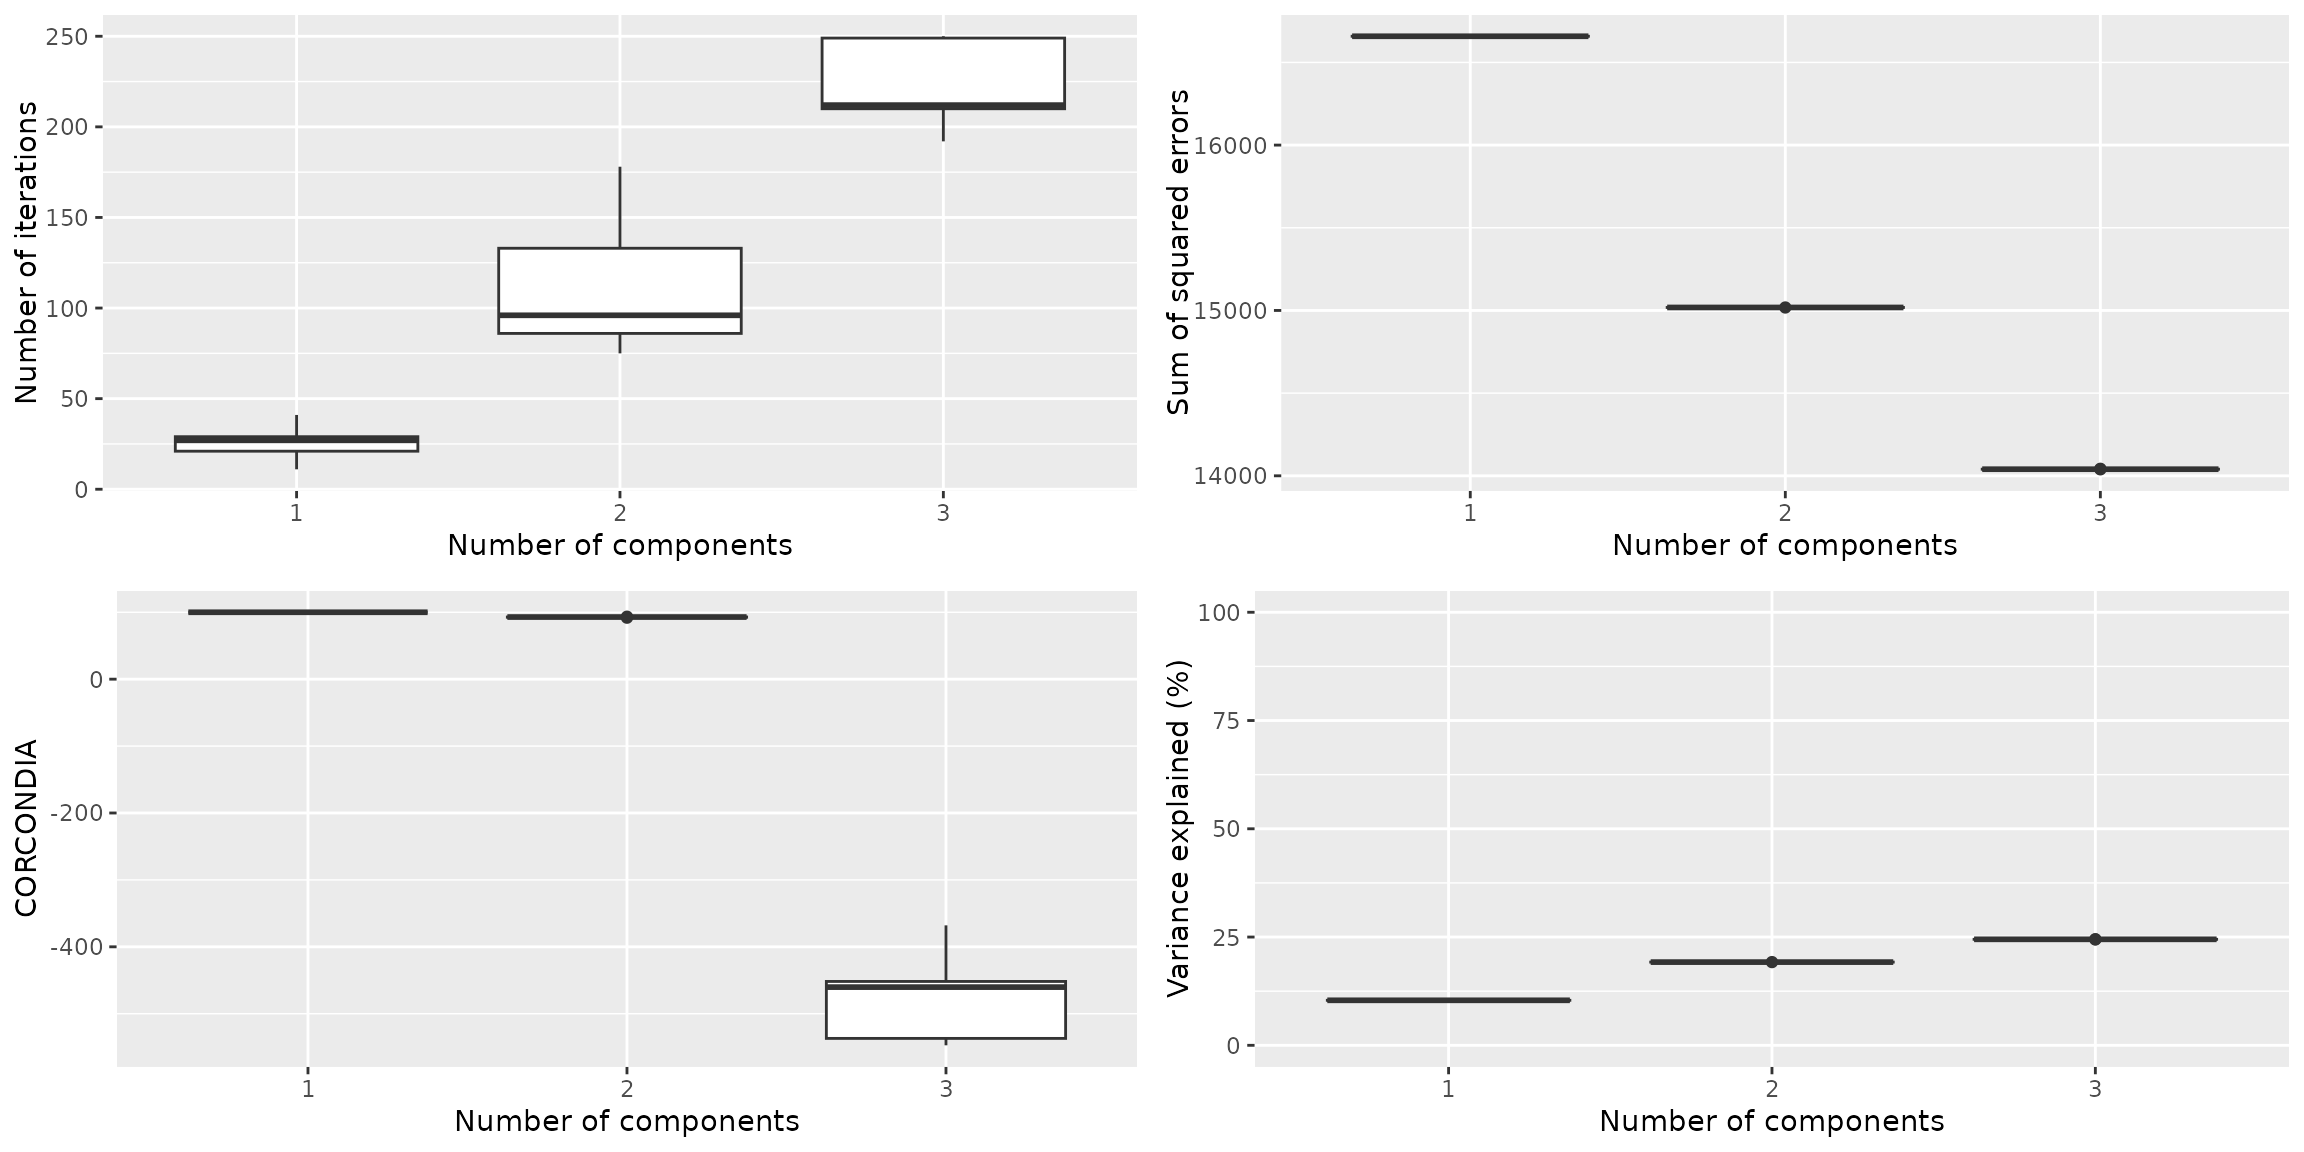 Number of iterations
250
200
150
100
50
0
1 2 3
Number of components
Sum of squared errors
16000
15000
14000
1 2 3
Number of components
CORCONDIA
0
-200
-400
1 2 3
Number of components
Variance explained (%)
100
75
50
25
0
1 2 3
Number of components